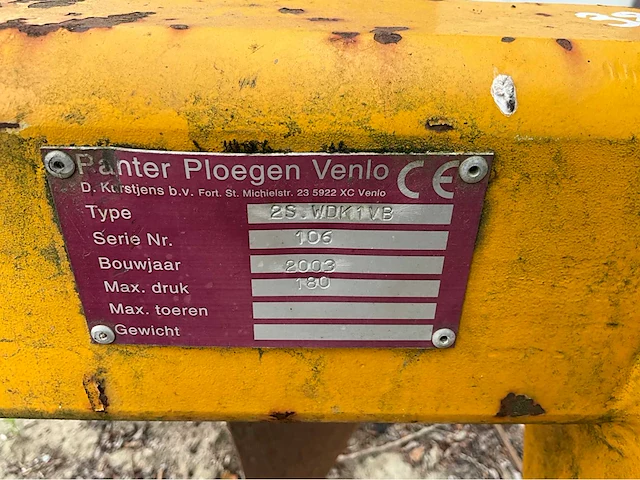 Panter Ploegen Venlo CE
D. Kurstjens b.v. Fort. St. Michielstr. 23 5922 XC Venlo
Type 2S.WDK1VB
Serie Nr. 106
Bouwjaar 2003
Max. druk 180
Max. toeren
Gewicht